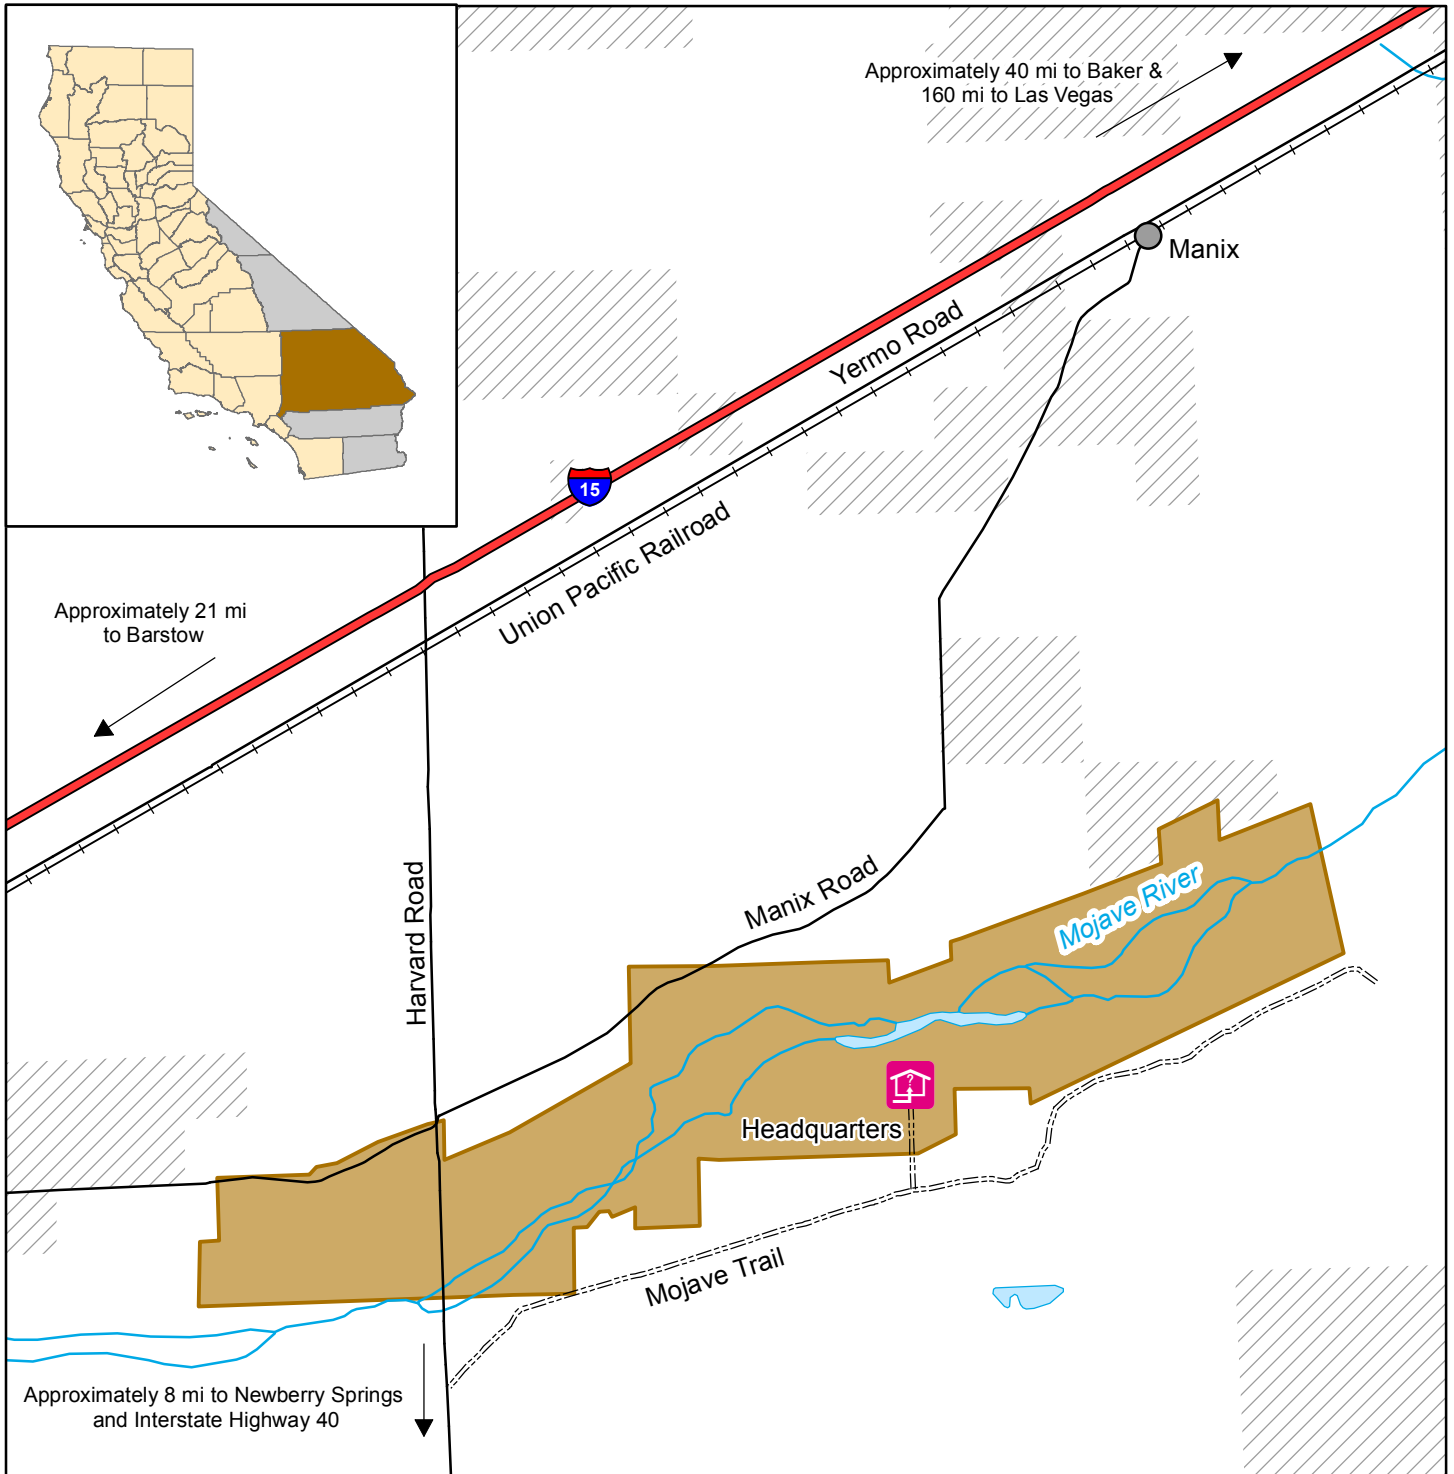 Approximately 40 mi to Baker &
160 mi to Las Vegas
Manix
Yermo Road
15
Union Pacific Railroad
Approximately 21 mi
to Barstow
Harvard Road
Manix Road
Mojave River
?
Headquarters
Mojave Trail
Approximately 8 mi to Newberry Springs
and Interstate Highway 40